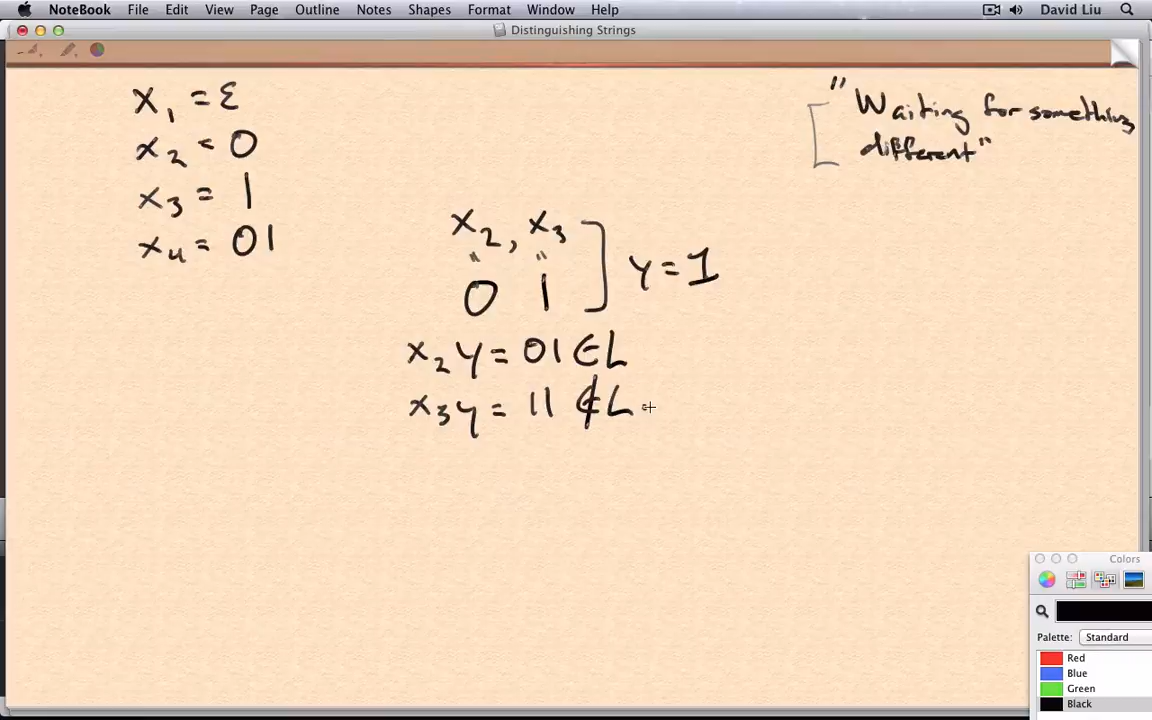 NoteBook File Edit View Page Outline Notes Shapes Format Window Help David Liu
Distinguishing Strings
x₁ = ε
x₂ = 0
x₃ = 1
x₄ = 01
"Waiting for something
different"
x₂, x₃
" "
0 1
y = 1
x₂y = 01 ∈ L
x₃y = 11 ∉ L
Colors
Palette: Standard
Red
Blue
Green
Black